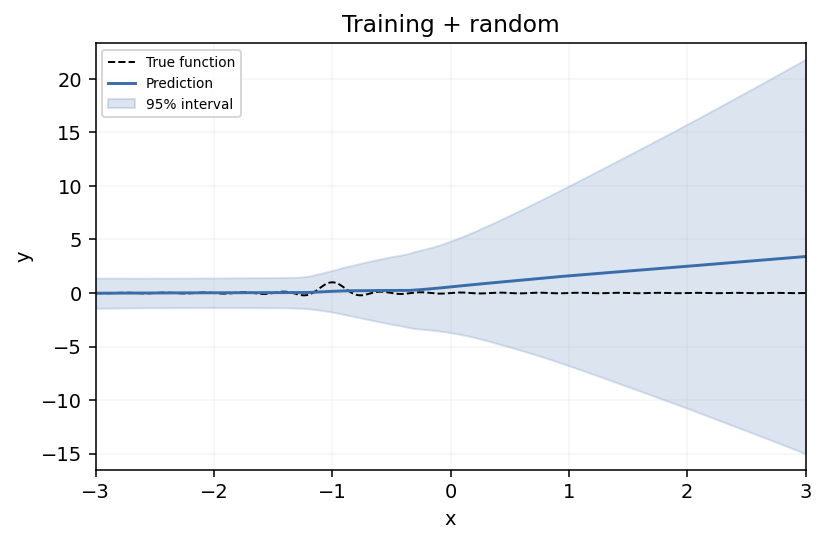 Training + random
True function
Prediction
95% interval
20
15
10
5
0
−5
−10
−15
y
−3 −2 −1 0 1 2 3
x